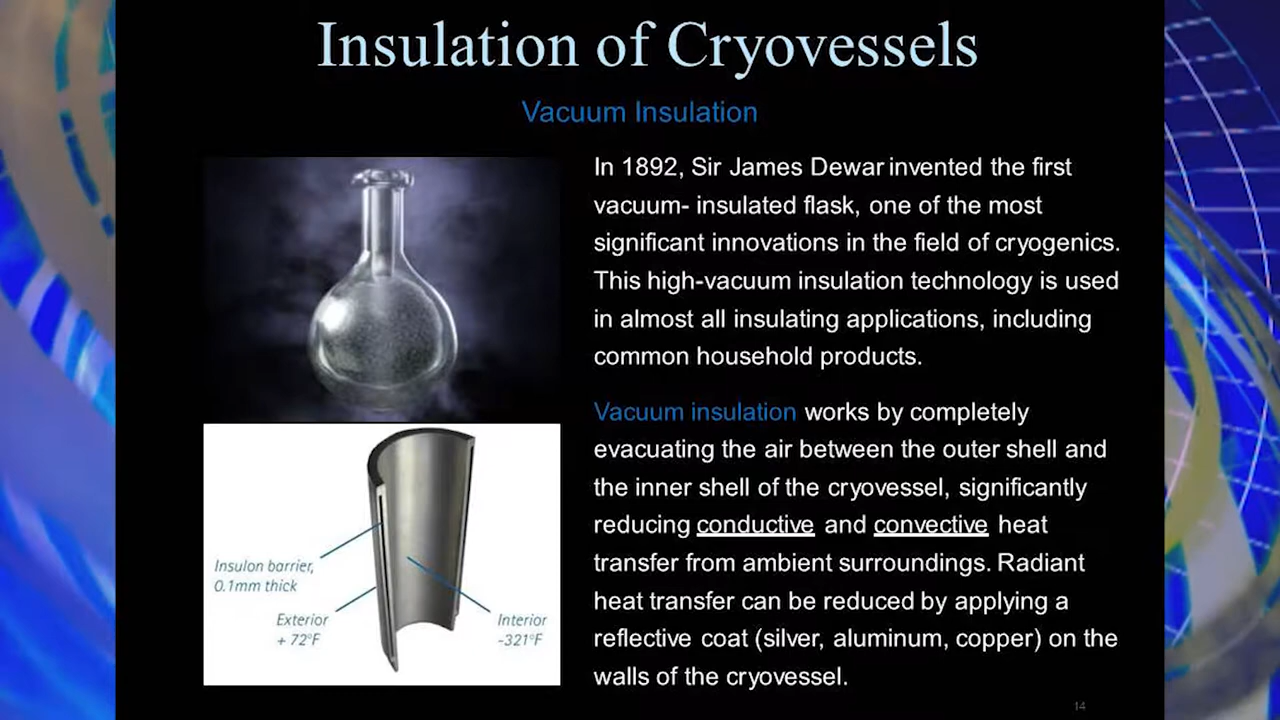 Insulation of Cryovessels
Vacuum Insulation
In 1892, Sir James Dewar invented the first
vacuum- insulated flask, one of the most
significant innovations in the field of cryogenics.
This high-vacuum insulation technology is used
in almost all insulating applications, including
common household products.
Vacuum insulation works by completely
evacuating the air between the outer shell and
the inner shell of the cryovessel, significantly
reducing conductive and convective heat
transfer from ambient surroundings. Radiant
heat transfer can be reduced by applying a
reflective coat (silver, aluminum, copper) on the
walls of the cryovessel.
Insulon barrier,
0.1mm thick
Exterior
+ 72°F
Interior
-321°F
14